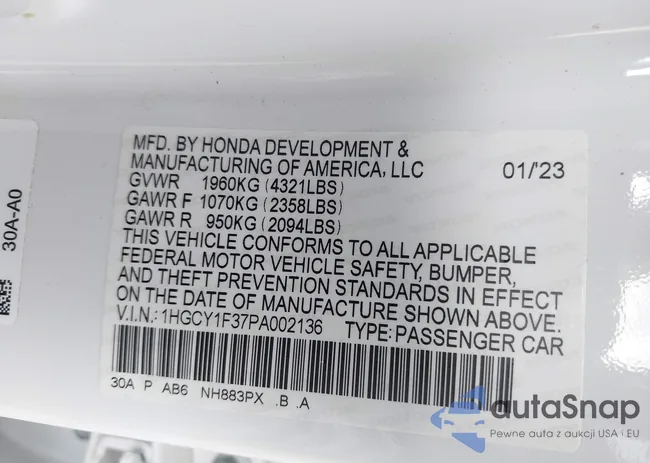 30A-A0
MFD. BY HONDA DEVELOPMENT &
MANUFACTURING OF AMERICA, LLC 01/'23
GVWR 1960KG (4321LBS)
GAWR F 1070KG (2358LBS)
GAWR R 950KG (2094LBS)
THIS VEHICLE CONFORMS TO ALL APPLICABLE
FEDERAL MOTOR VEHICLE SAFETY, BUMPER,
AND THEFT PREVENTION STANDARDS IN EFFECT
ON THE DATE OF MANUFACTURE SHOWN ABOVE.
V.I.N.: 1HGCY1F37PA002136 TYPE: PASSENGER CAR
30A P AB6 NH883PX .B .A
autoSnap
Pewne auta z aukcji USA i EU